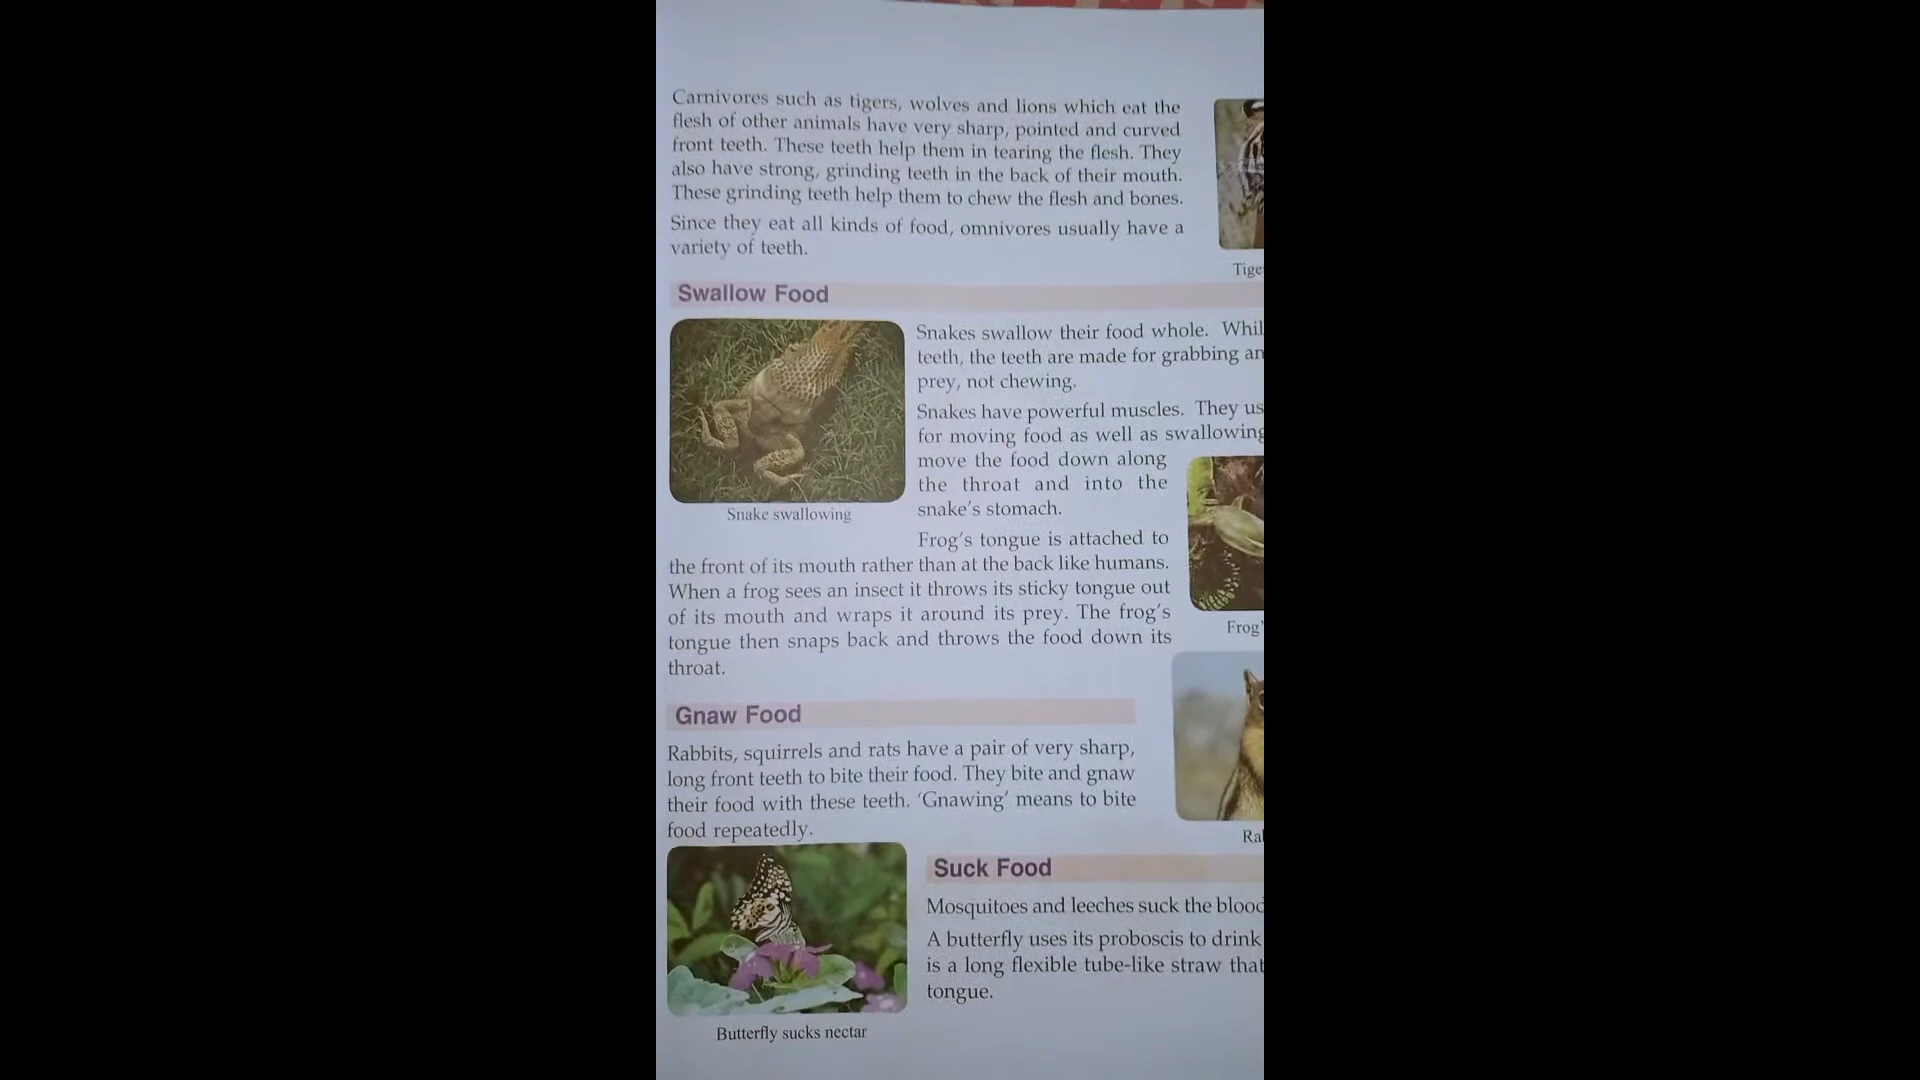 Carnivores such as tigers, wolves and lions which eat the
flesh of other animals have very sharp, pointed and curved
front teeth. These teeth help them in tearing the flesh. They
also have strong, grinding teeth in the back of their mouth.
These grinding teeth help them to chew the flesh and bones.
Since they eat all kinds of food, omnivores usually have a
variety of teeth.
Tige
Swallow Food
Snakes swallow their food whole. Whil
teeth, the teeth are made for grabbing an
prey, not chewing.
Snakes have powerful muscles. They us
for moving food as well as swallowing
move the food down along
the throat and into the
snake's stomach.
Snake swallowing
Frog's tongue is attached to
the front of its mouth rather than at the back like humans.
When a frog sees an insect it throws its sticky tongue out
of its mouth and wraps it around its prey. The frog's
tongue then snaps back and throws the food down its
throat.
Frog'
Gnaw Food
Rabbits, squirrels and rats have a pair of very sharp,
long front teeth to bite their food. They bite and gnaw
their food with these teeth. 'Gnawing' means to bite
food repeatedly.
Ra
Suck Food
Mosquitoes and leeches suck the blood
A butterfly uses its proboscis to drink
is a long flexible tube-like straw that
tongue.
Butterfly sucks nectar